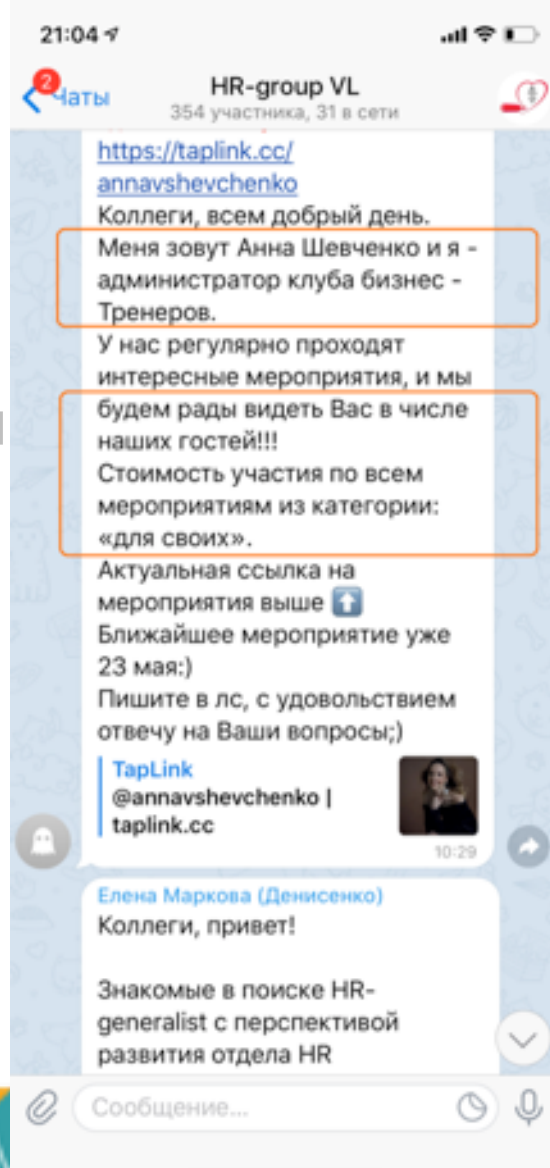 21:04
2
Чаты
HR-group VL
354 участника, 31 в сети
https://taplink.cc/
annavshevchenko
Коллеги, всем добрый день.
Меня зовут Анна Шевченко и я -
администратор клуба бизнес -
Тренеров.
У нас регулярно проходят
интересные мероприятия, и мы
будем рады видеть Вас в числе
наших гостей!!!
Стоимость участия по всем
мероприятиям из категории:
«для своих».
Актуальная ссылка на
мероприятия выше ⬆️
Ближайшее мероприятие уже
23 мая:)
Пишите в лс, с удовольствием
отвечу на Ваши вопросы;)
TapLink
@annavshevchenko |
taplink.cc
10:29
Елена Маркова (Денисенко)
Коллеги, привет!
Знакомые в поиске HR-
generalist с перспективой
развития отдела HR
Сообщение...